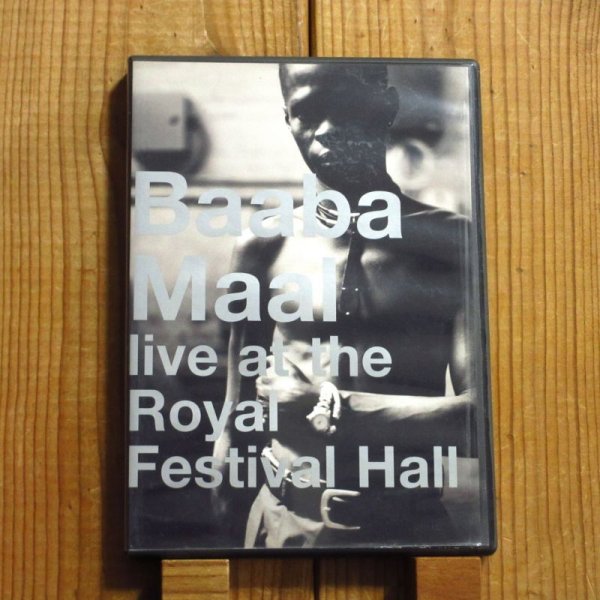 Baaba
Maal
live at the
Royal
Festival Hall